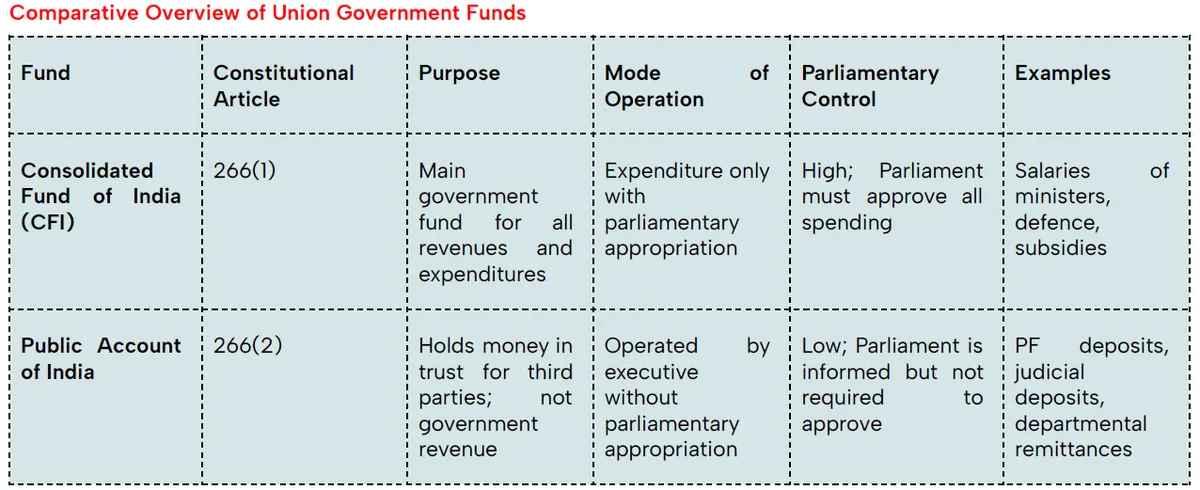 Comparative Overview of Union Government Funds
Fund
Constitutional
Article
Purpose
Mode of
Operation
Parliamentary
Control
Examples
Consolidated
Fund of India
(CFI)
266(1)
Main
government
fund for all
revenues and
expenditures
Expenditure only
with
parliamentary
appropriation
High; Parliament
must approve all
spending
Salaries of
ministers,
defence,
subsidies
Public Account
of India
266(2)
Holds money in
trust for third
parties; not
government
revenue
Operated by
executive
without
parliamentary
appropriation
Low; Parliament is
informed but not
required to
approve
PF deposits,
judicial
deposits,
departmental
remittances